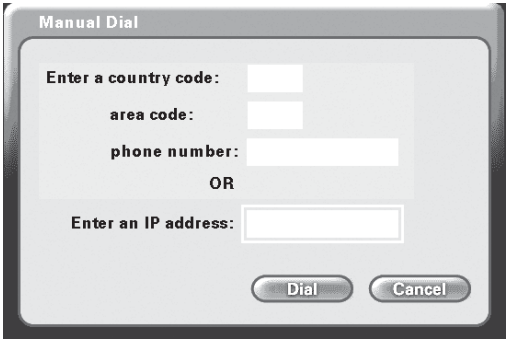 Manual Dial
Enter a country code:
area code:
phone number:
OR
Enter an IP address:
Dial Cancel